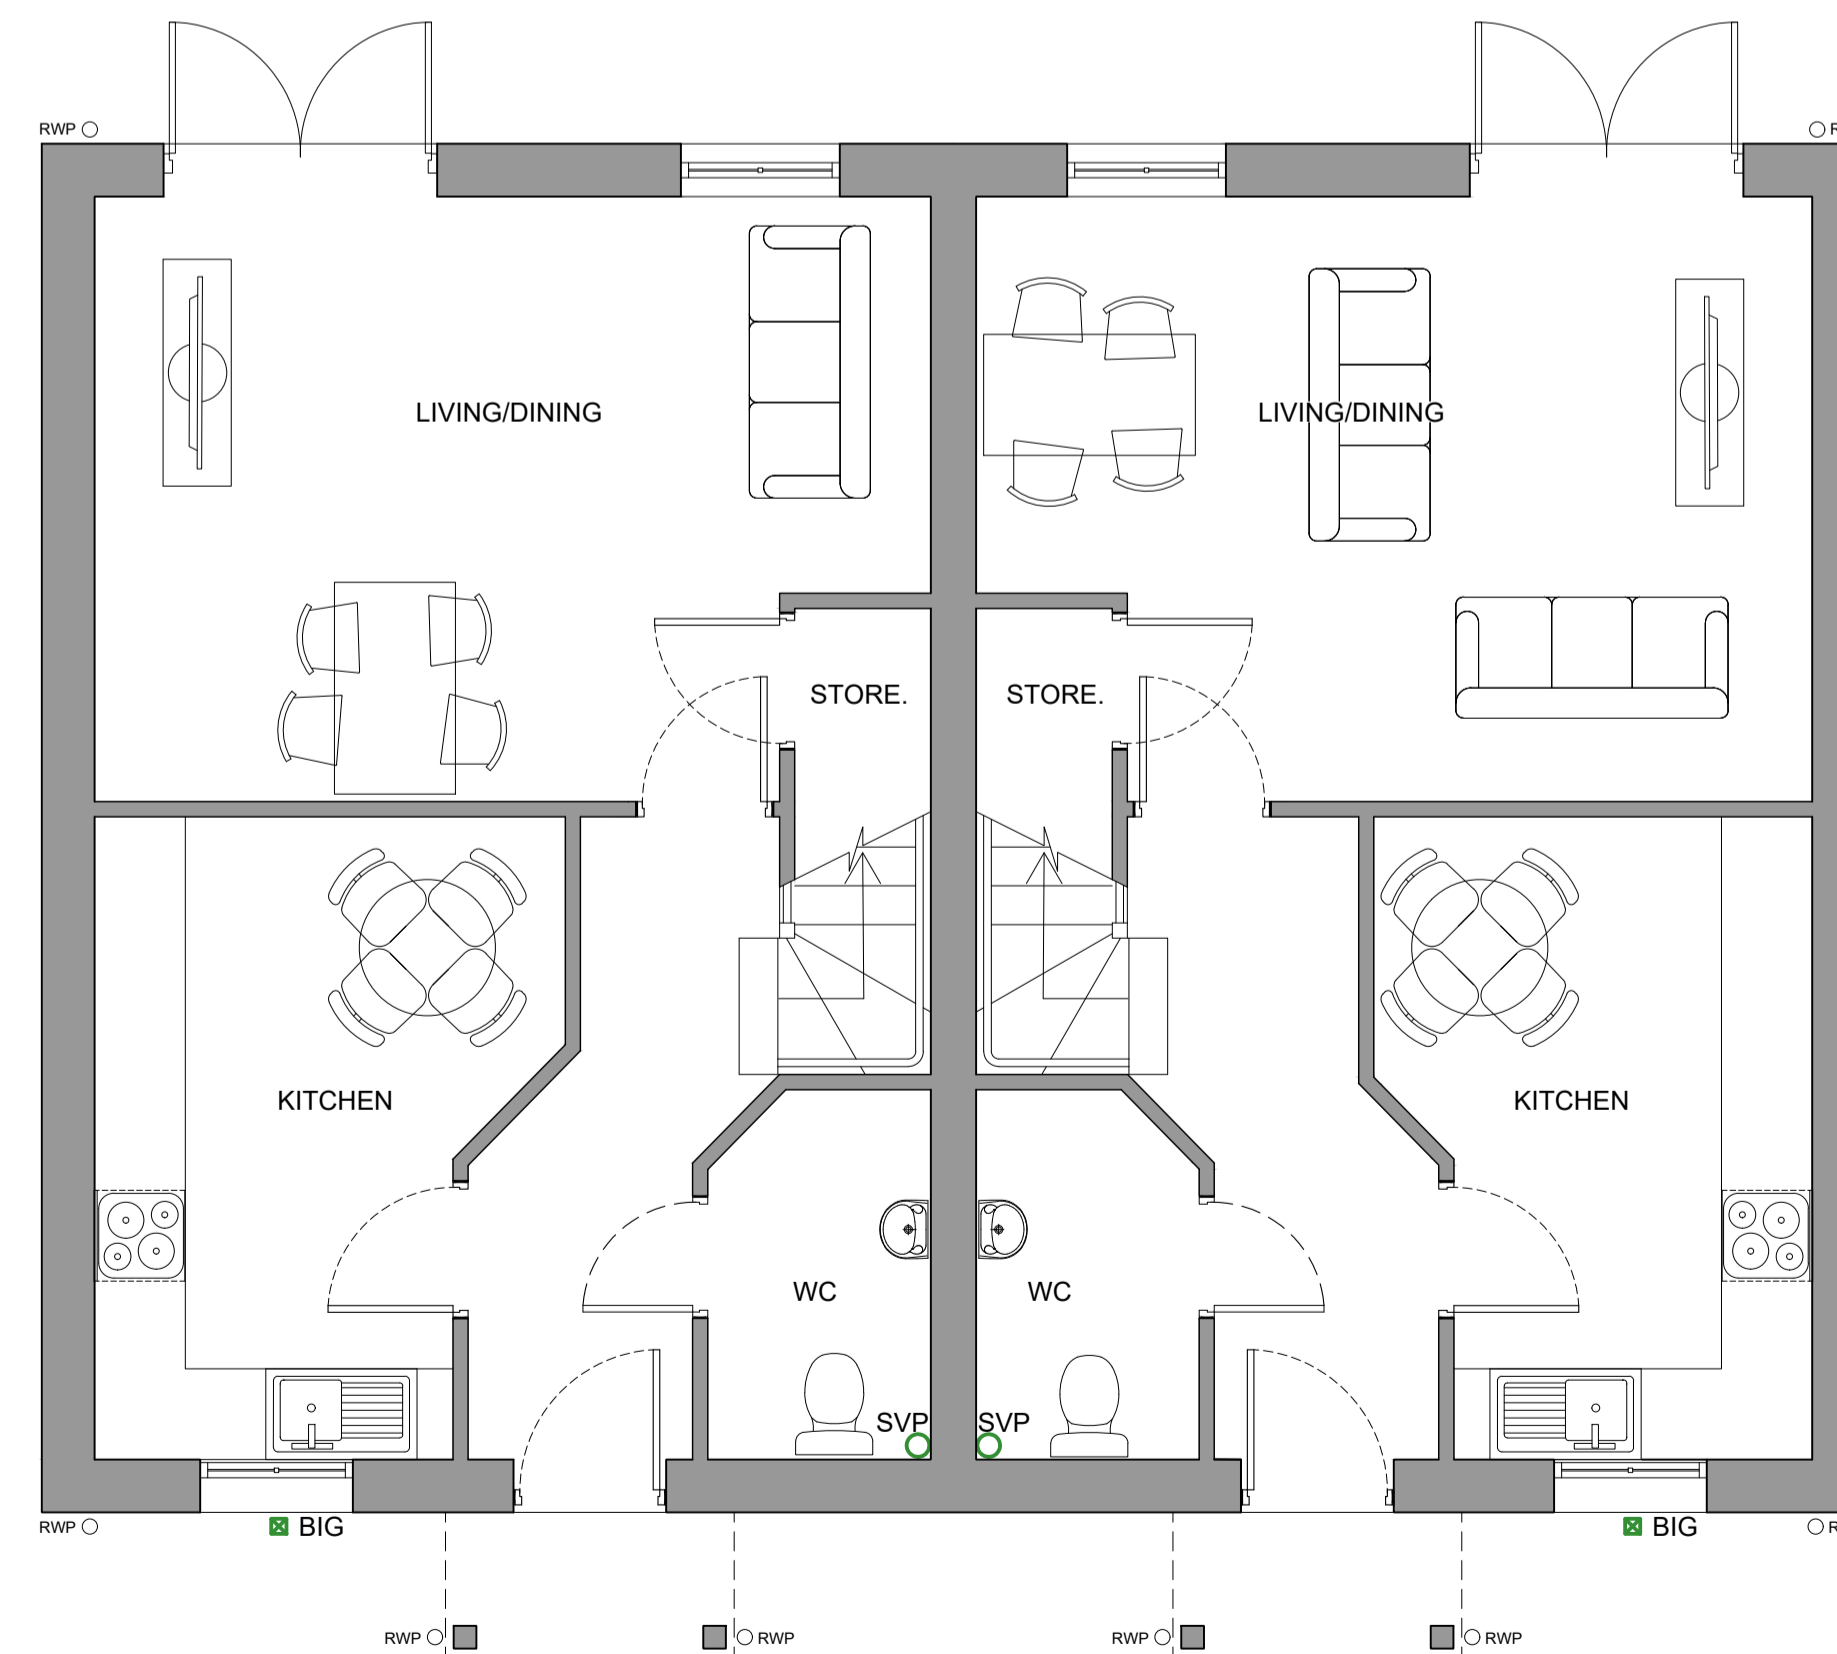 RWP
R
LIVING/DINING
LIVING/DINING
STORE.
STORE.
KITCHEN
KITCHEN
WC
WC
SVP
SVP
RWP
BIG
BIG
R
RWP
RWP
RWP
RWP